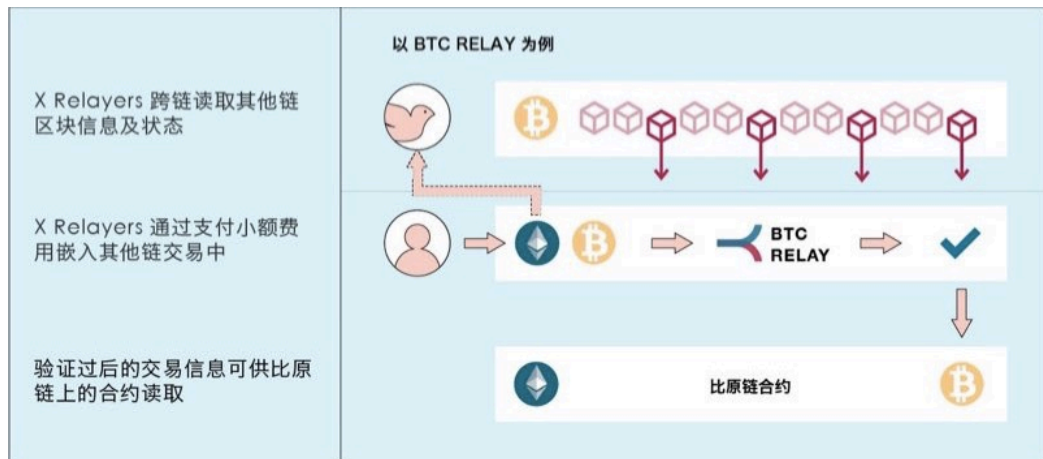 以 BTC RELAY 为例
X Relayers 跨链读取其他链
区块信息及状态
X Relayers 通过支付小额费
用嵌入其他链交易中
BTC
RELAY
验证过后的交易信息可供比原
链上的合约读取
比原链合约